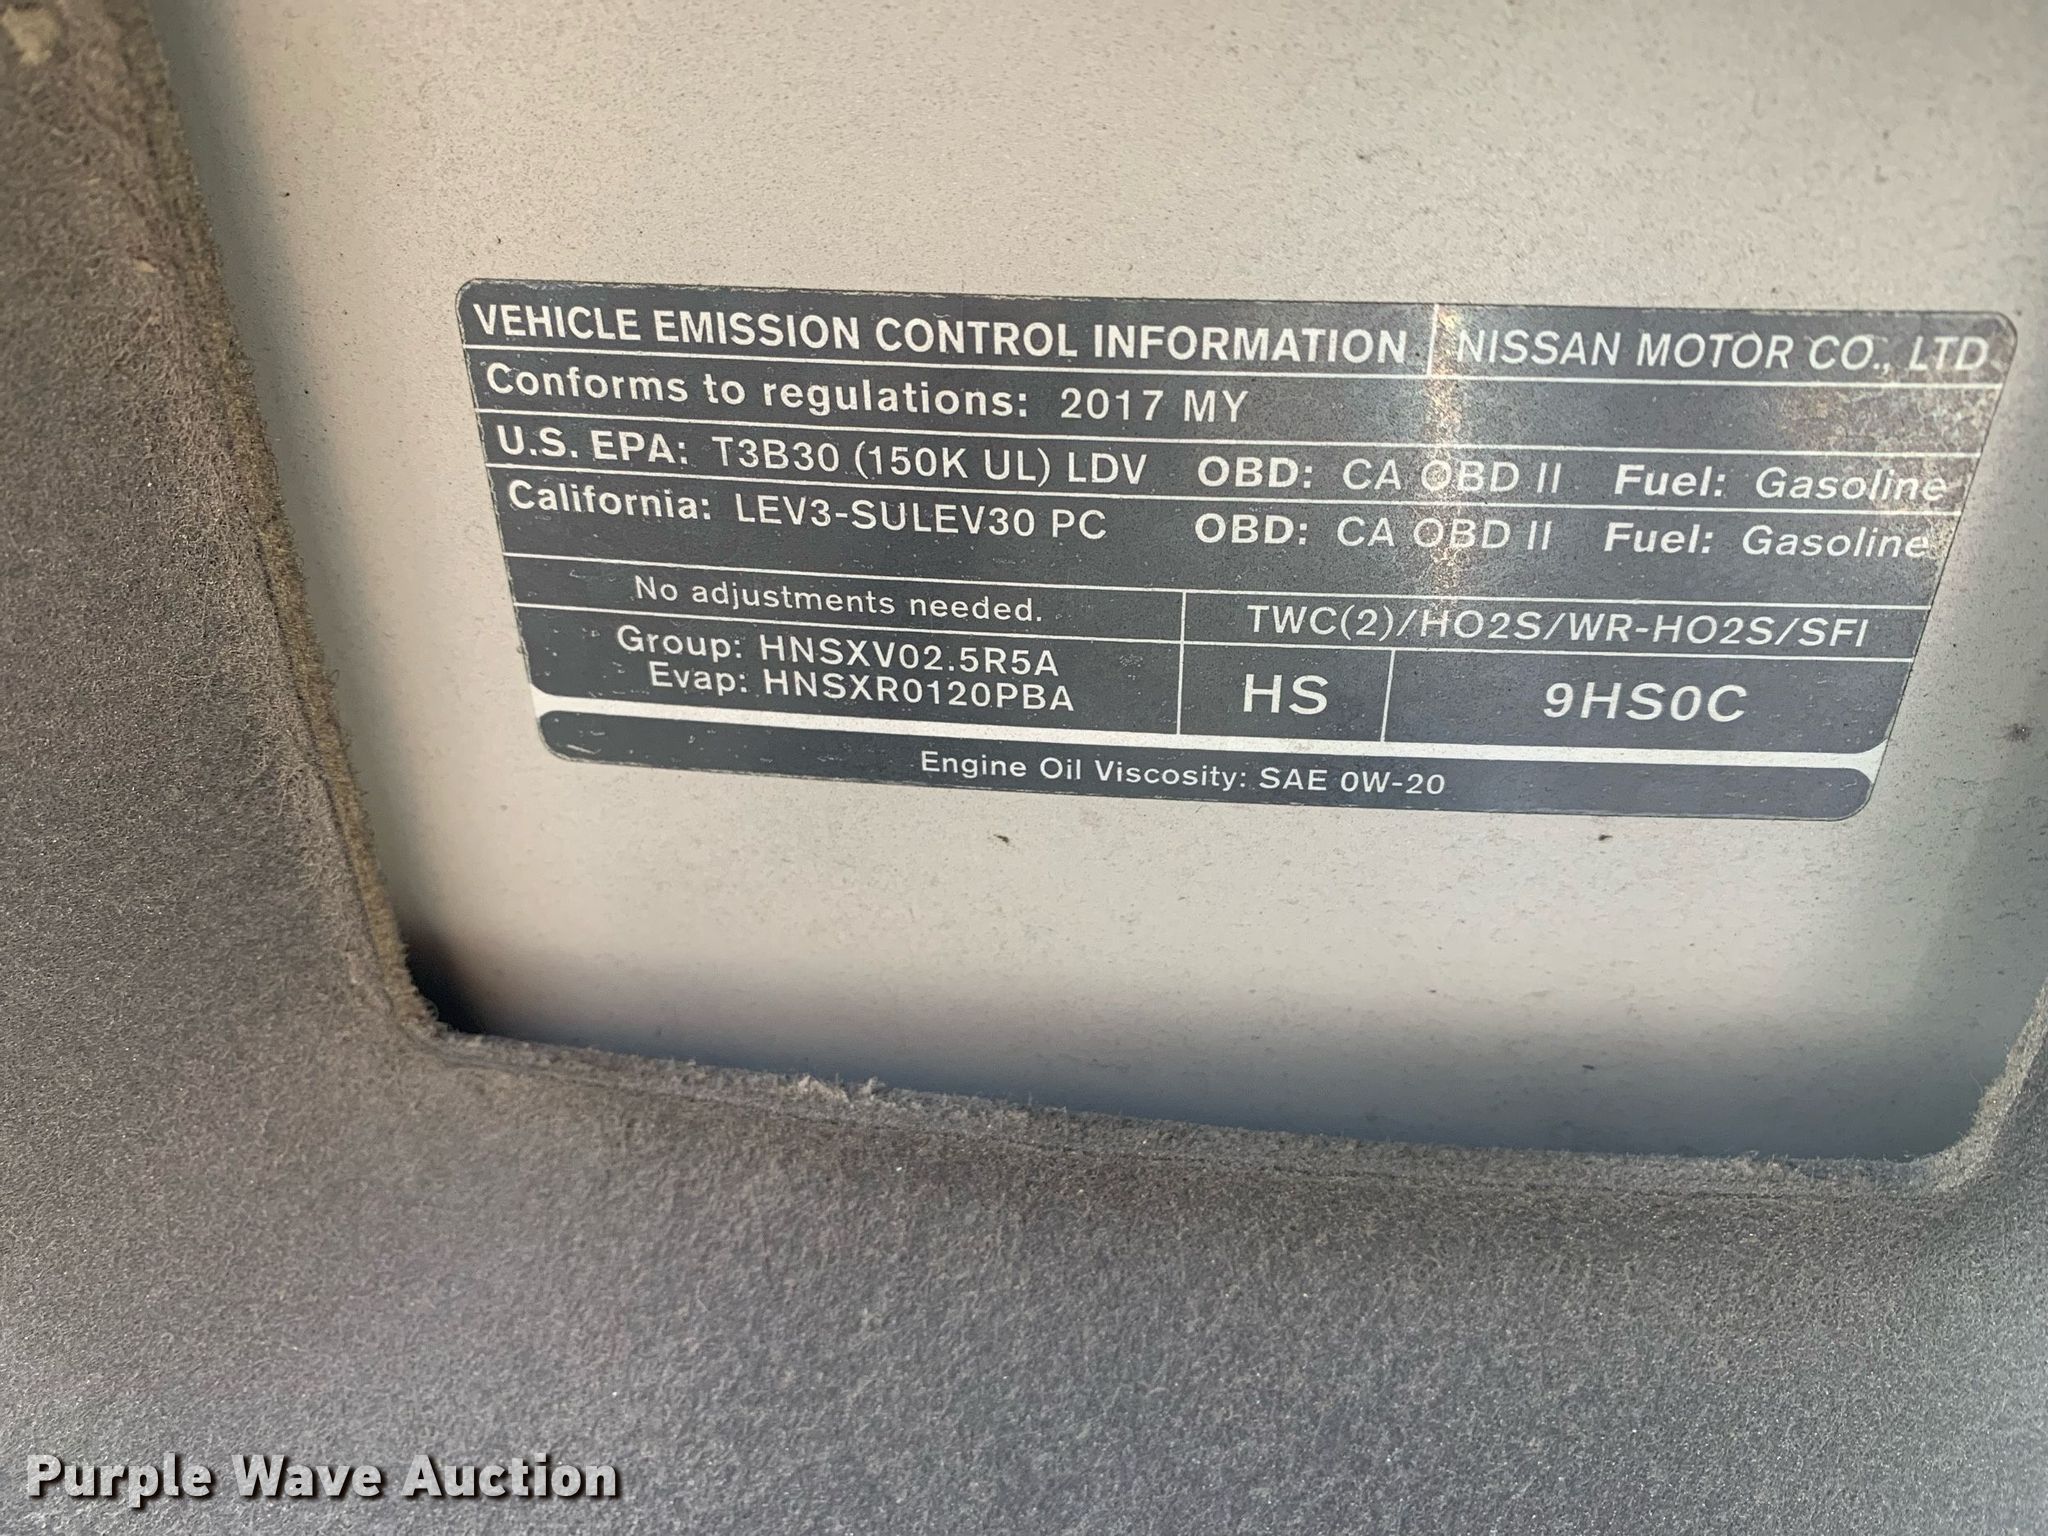 VEHICLE EMISSION CONTROL INFORMATION NISSAN MOTOR CO., LTD.
Conforms to regulations: 2017 MY
U.S. EPA: T3B30 (150K UL) LDV OBD: CA OBD II Fuel: Gasoline
California: LEV3-SULEV30 PC OBD: CA OBD II Fuel: Gasoline
No adjustments needed. TWC(2)/HO2S/WR-HO2S/SFI
Group: HNSXV02.5R5A
Evap: HNSXR0120PBA
HS 9HS0C
Engine Oil Viscosity: SAE 0W-20
Purple Wave Auction